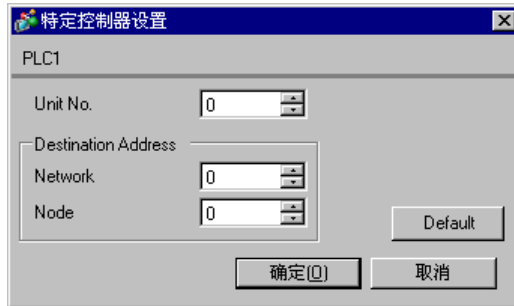 特定控制器设置
PLC1
Unit No. 0
Destination Address
Network 0
Node 0
Default
确定(O) 取消